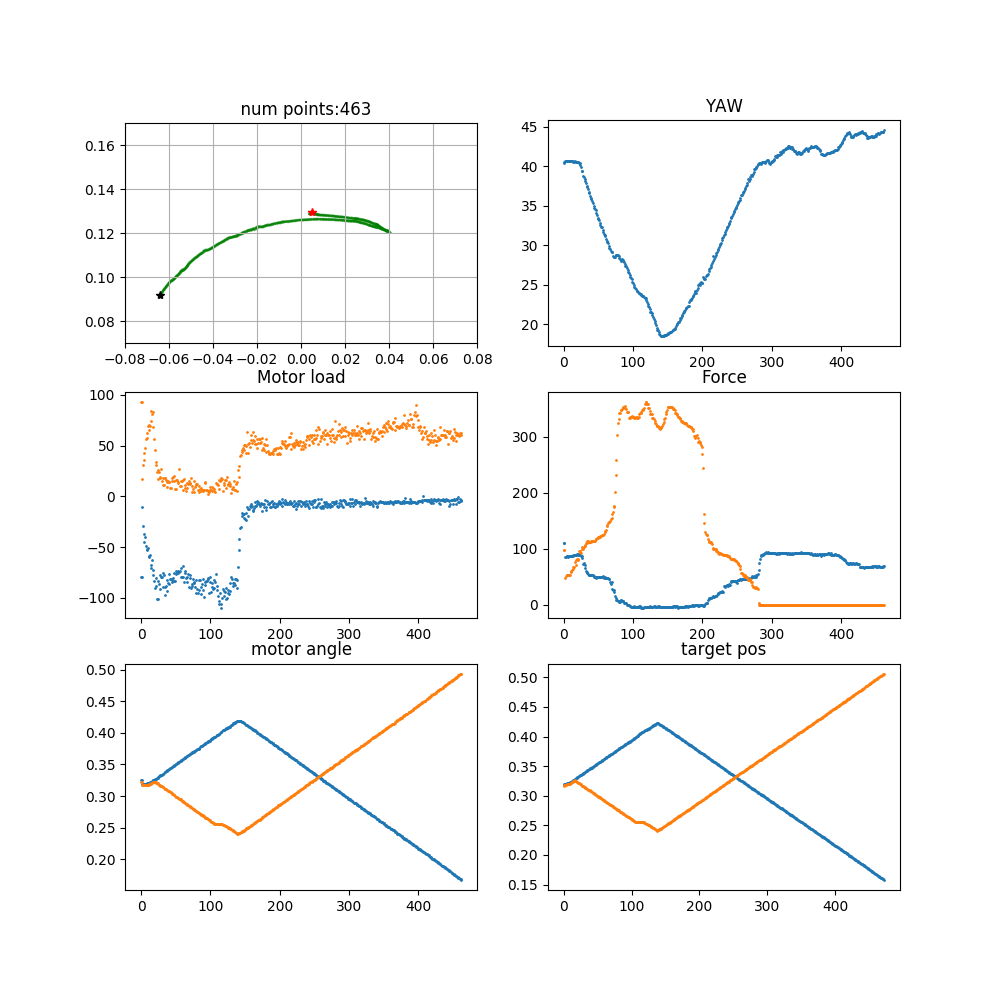 num points:463
0.16
0.14
0.12
0.10
0.08
−0.08 −0.06 −0.04 −0.02 0.00 0.02 0.04 0.06 0.08
YAW
45
40
35
30
25
20
0 100 200 300 400
Motor load
100
50
0
−50
−100
0 100 200 300 400
Force
300
200
100
0
0 100 200 300 400
motor angle
0.50
0.45
0.40
0.35
0.30
0.25
0.20
0 100 200 300 400
target pos
0.50
0.45
0.40
0.35
0.30
0.25
0.20
0.15
0 100 200 300 400